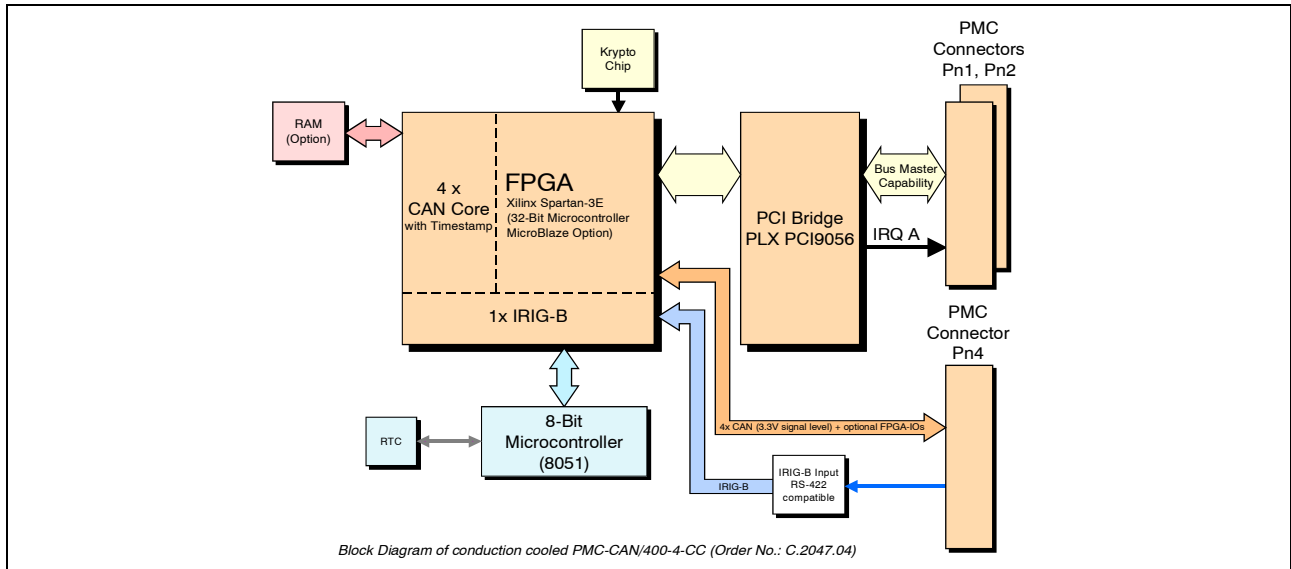 Krypto
Chip
PMC
Connectors
Pn1, Pn2
RAM
(Option)
4 x
CAN Core
with Timestamp
FPGA
Xilinx Spartan-3E
(32-Bit Microcontroller
MicroBlaze Option)
1x IRIG-B
PCI Bridge
PLX PCI9056
Bus Master
Capability
IRQ A
PMC
Connector
Pn4
RTC
8-Bit
Microcontroller
(8051)
4x CAN (3.3V signal level) + optional FPGA-IOs
IRIG-B
IRIG-B Input
RS-422
compatible
Block Diagram of conduction cooled PMC-CAN/400-4-CC (Order No.: C.2047.04)